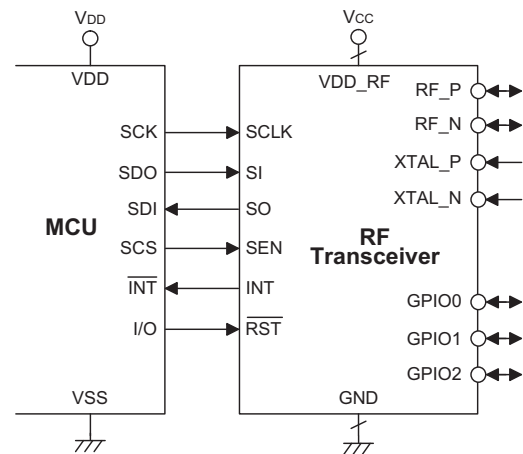 VDD
VCC
VDD
VDD_RF
RF_P
RF_N
SCK
SCLK
SDO
SI
XTAL_P
SDI
SO
XTAL_N
MCU
SCS
SEN
RF
Transceiver
INT
INT
GPIO0
I/O
RST
GPIO1
GPIO2
VSS
GND